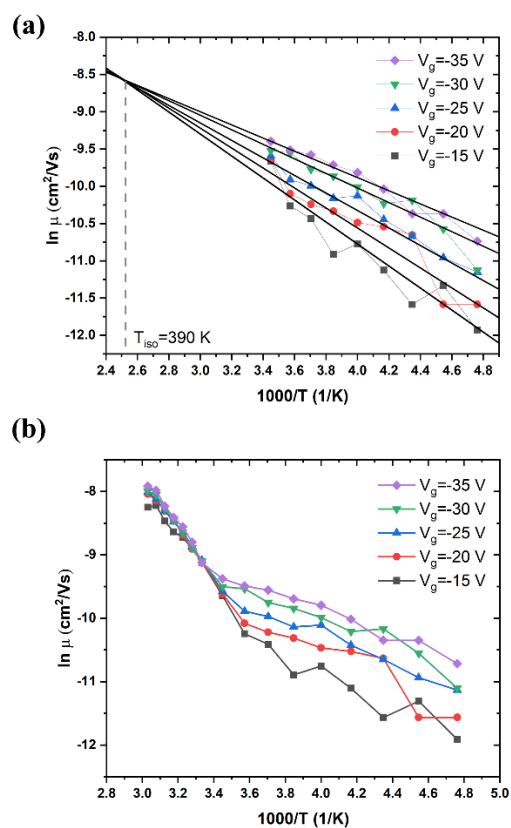 (a)
-8.0
-8.5
-9.0
-9.5
-10.0
-10.5
-11.0
-11.5
-12.0
ln μ (cm²/Vs)
V₉=-35 V
V₉=-30 V
V₉=-25 V
V₉=-20 V
V₉=-15 V
Tiso=390 K
2.4 2.6 2.8 3.0 3.2 3.4 3.6 3.8 4.0 4.2 4.4 4.6 4.8
1000/T (1/K)
(b)
-8
-9
-10
-11
-12
ln μ (cm²/Vs)
Vg=-35 V
Vg=-30 V
Vg=-25 V
Vg=-20 V
Vg=-15 V
2.8 3.0 3.2 3.4 3.6 3.8 4.0 4.2 4.4 4.6 4.8 5.0
1000/T (1/K)